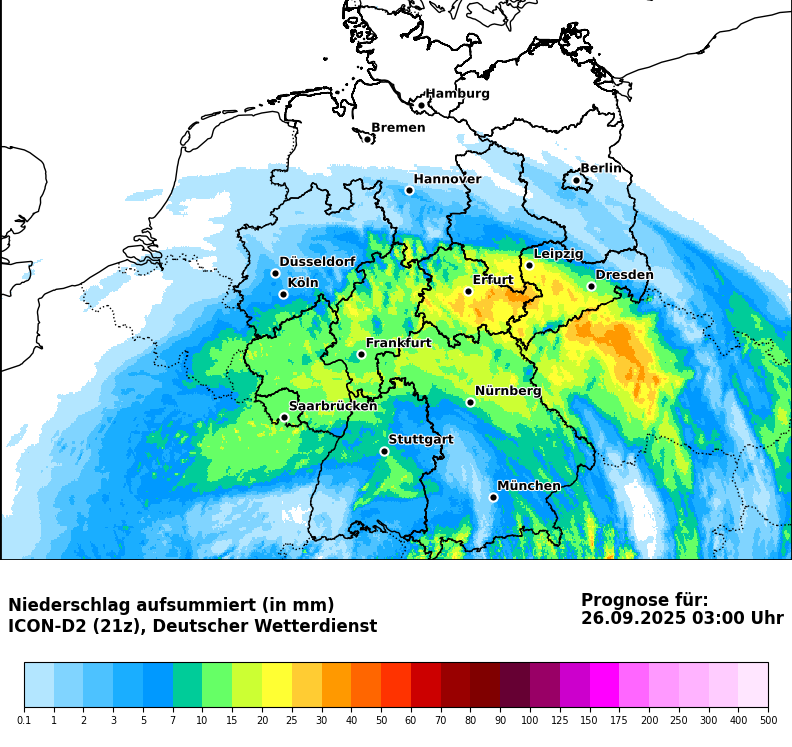 Hamburg
Bremen
Berlin
Hannover
Leipzig
Düsseldorf
Dresden
Köln
Erfurt
Frankfurt
Nürnberg
Saarbrücken
Stuttgart
München
Niederschlag aufsummiert (in mm)
ICON-D2 (21z), Deutscher Wetterdienst
Prognose für:
26.09.2025 03:00 Uhr
0.1 1 2 3 5 7 10 15 20 25 30 40 50 60 70 80 90 100 125 150 175 200 250 300 400 500